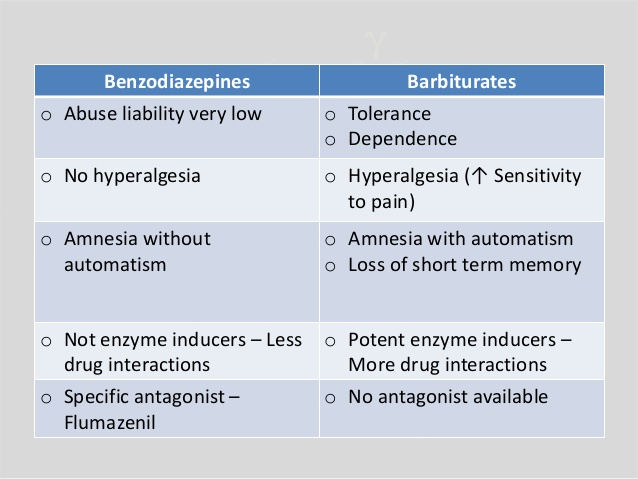 γ
Benzodiazepines Barbiturates
o Abuse liability very low o Tolerance
o Dependence
o No hyperalgesia o Hyperalgesia (↑ Sensitivity
to pain)
o Amnesia without o Amnesia with automatism
automatism o Loss of short term memory
o Not enzyme inducers – Less o Potent enzyme inducers –
drug interactions More drug interactions
o Specific antagonist – o No antagonist available
Flumazenil